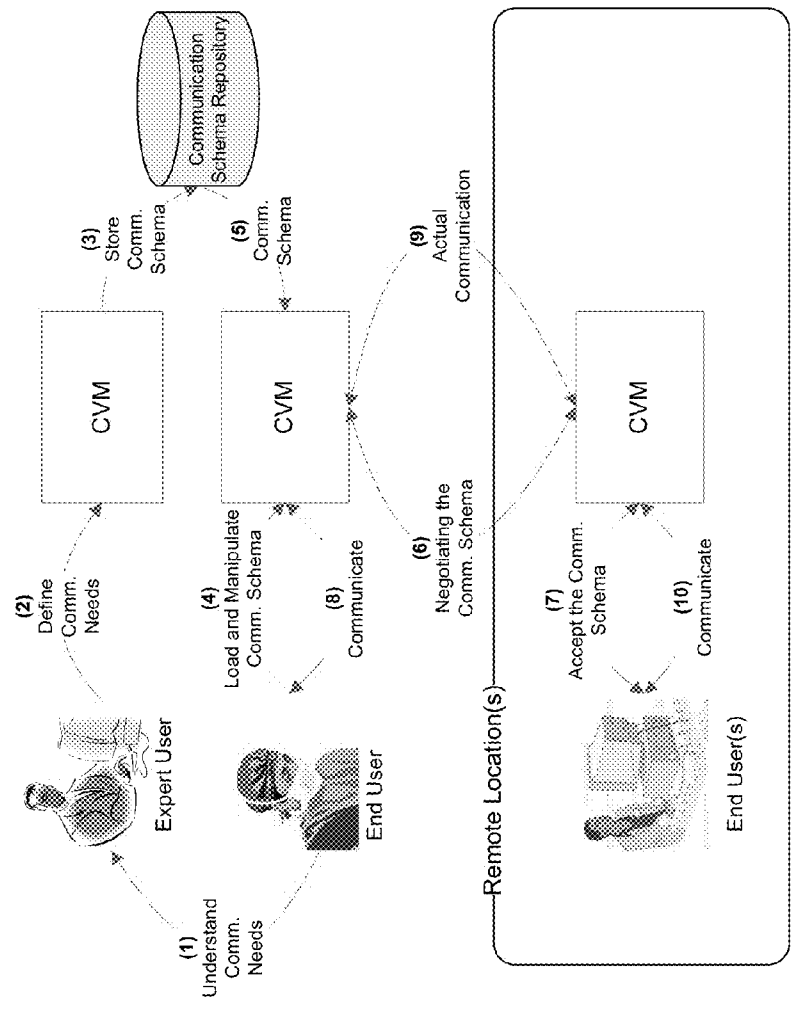 (1)
Understand
Comm.
Needs
Expert User
(2)
Define
Comm.
Needs
CVM
(3)
Store
Comm.
Schema
Communication
Schema Repository
End User
(4)
Load and Manipulate
Comm. Schema
(8)
Communicate
CVM
(5)
Comm.
Schema
(6)
Negotiating the
Comm. Schema
(9)
Actual
Communication
Remote Location(s)
End User(s)
(7)
Accept the Comm.
Schema
(10)
Communicate
CVM